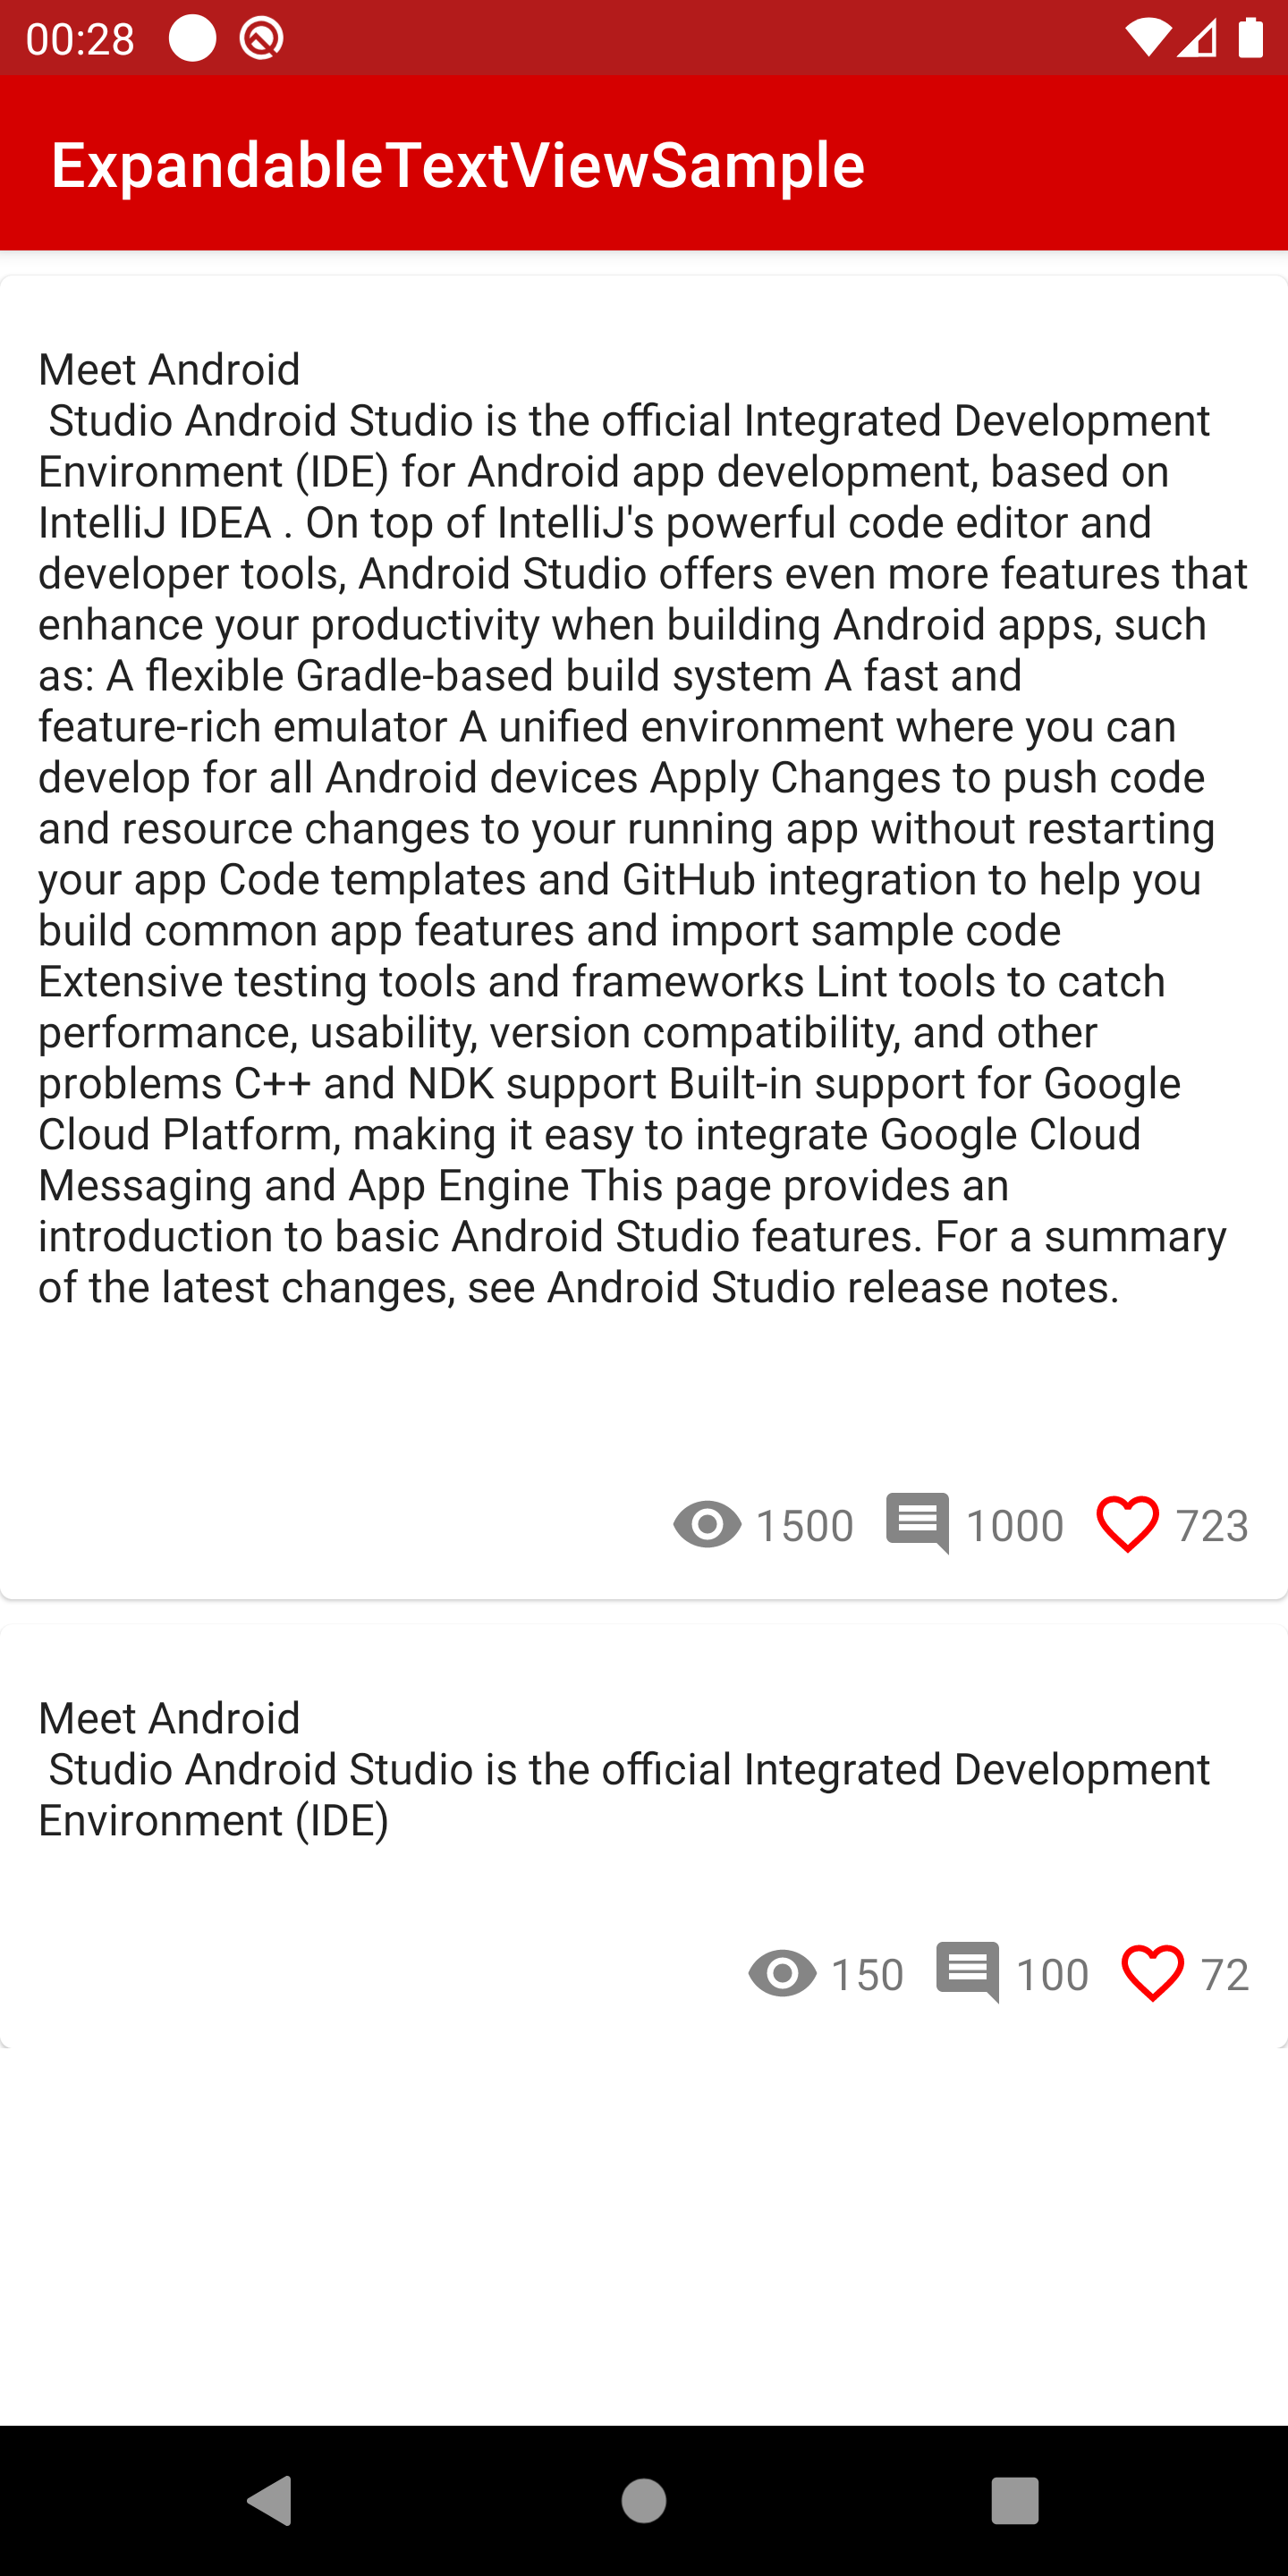 00:28
ExpandableTextViewSample
Meet Android
Studio Android Studio is the official Integrated Development
Environment (IDE) for Android app development, based on
IntelliJ IDEA . On top of IntelliJ's powerful code editor and
developer tools, Android Studio offers even more features that
enhance your productivity when building Android apps, such
as: A flexible Gradle-based build system A fast and
feature-rich emulator A unified environment where you can
develop for all Android devices Apply Changes to push code
and resource changes to your running app without restarting
your app Code templates and GitHub integration to help you
build common app features and import sample code
Extensive testing tools and frameworks Lint tools to catch
performance, usability, version compatibility, and other
problems C++ and NDK support Built-in support for Google
Cloud Platform, making it easy to integrate Google Cloud
Messaging and App Engine This page provides an
introduction to basic Android Studio features. For a summary
of the latest changes, see Android Studio release notes.
1500 1000 723
Meet Android
Studio Android Studio is the official Integrated Development
Environment (IDE)
150 100 72